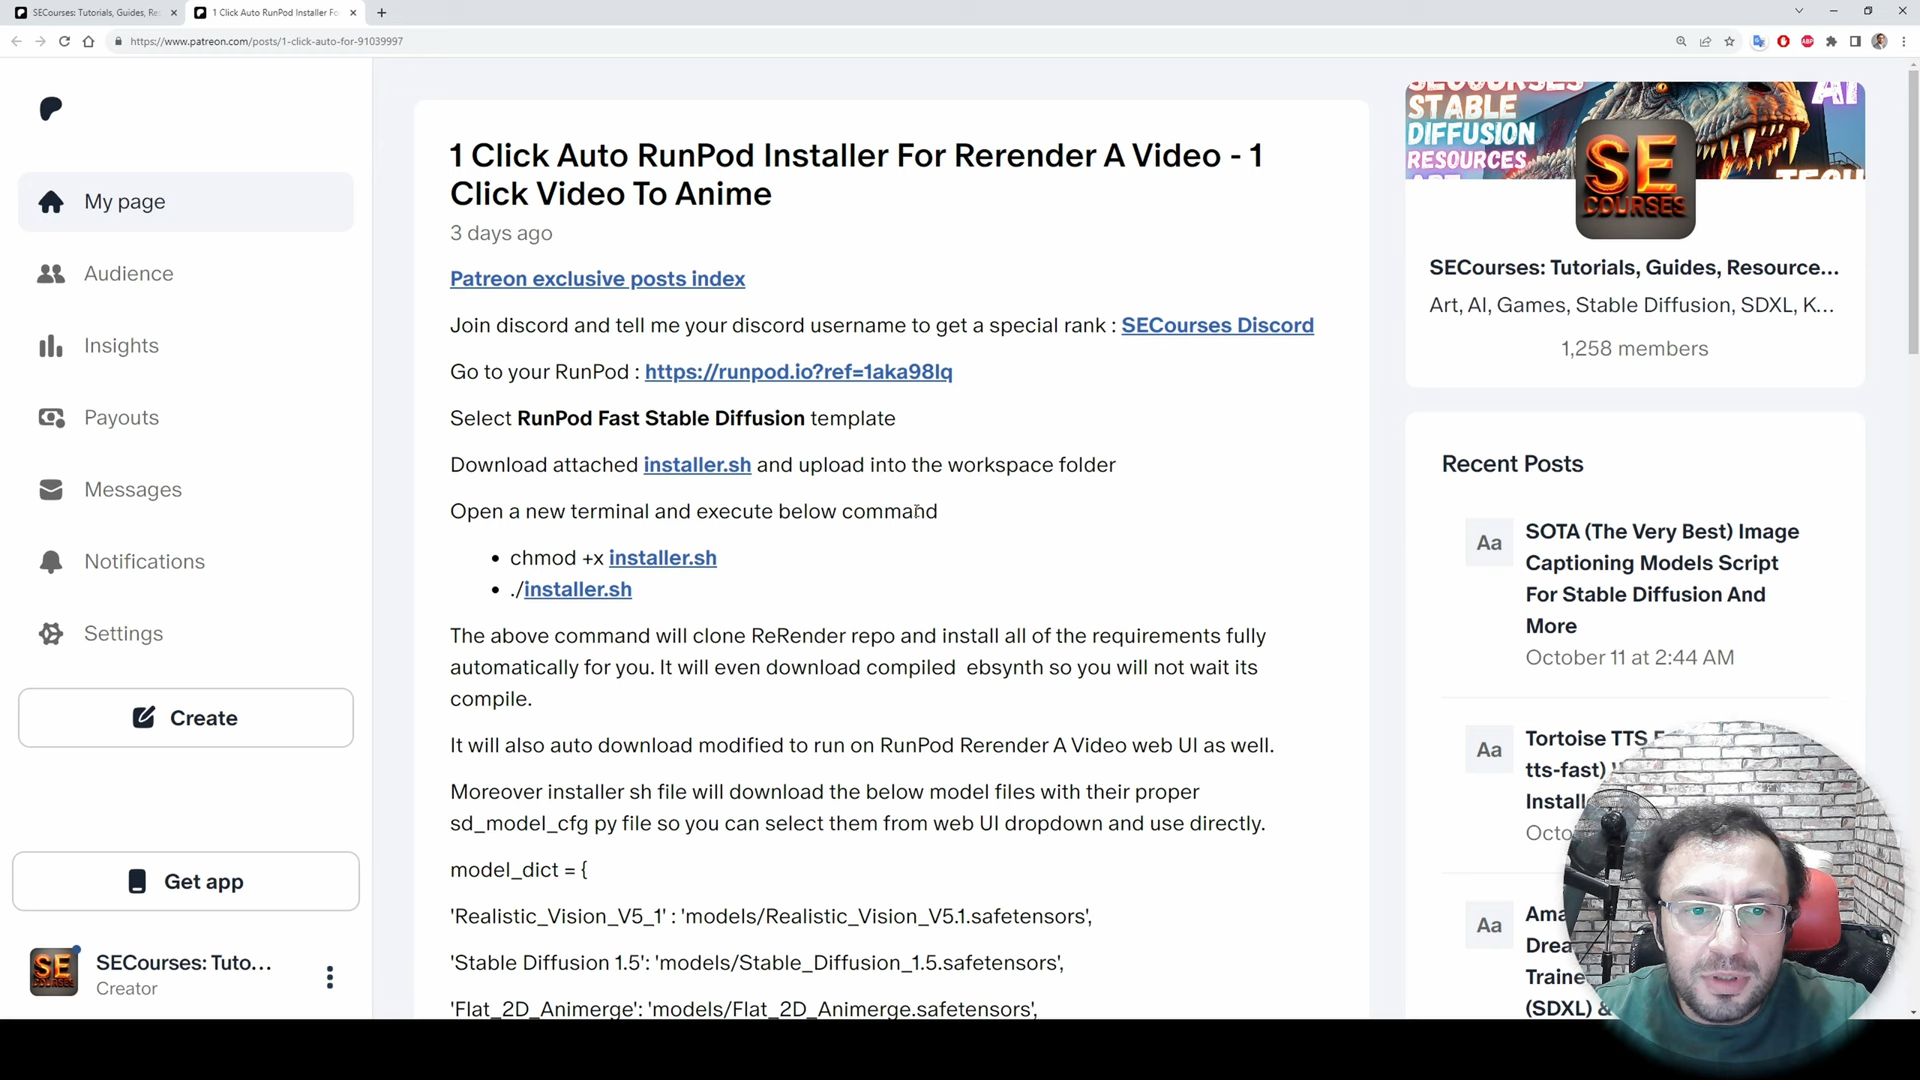 SECourses: Tutorials, Guides, Re
1 Click Auto RunPod Installer Fo
https://www.patreon.com/posts/1-click-auto-for-91039997
My page
Audience
Insights
Payouts
Messages
Notifications
Settings
Create
Get app
SECourses: Tuto...
Creator
1 Click Auto RunPod Installer For Rerender A Video - 1
Click Video To Anime
3 days ago
Patreon exclusive posts index
Join discord and tell me your discord username to get a special rank : SECourses Discord
Go to your RunPod : https://runpod.io?ref=1aka98lq
Select RunPod Fast Stable Diffusion template
Download attached installer.sh and upload into the workspace folder
Open a new terminal and execute below command
• chmod +x installer.sh
• ./installer.sh
The above command will clone ReRender repo and install all of the requirements fully
automatically for you. It will even download compiled  ebsynth so you will not wait its
compile.
It will also auto download modified to run on RunPod Rerender A Video web UI as well.
Moreover installer sh file will download the below model files with their proper
sd_model_cfg py file so you can select them from web UI dropdown and use directly.
model_dict = {
'Realistic_Vision_V5_1' : 'models/Realistic_Vision_V5.1.safetensors',
'Stable Diffusion 1.5': 'models/Stable_Diffusion_1.5.safetensors',
'Flat_2D_Animerge': 'models/Flat_2D_Animerge.safetensors',
SECOURSES
STABLE
DIFFUSION
RESOURCES
AI
TECH
SE
COURSES
SECourses: Tutorials, Guides, Resource...
Art, AI, Games, Stable Diffusion, SDXL, K...
1,258 members
Recent Posts
Aa
SOTA (The Very Best) Image
Captioning Models Script
For Stable Diffusion And
More
October 11 at 2:44 AM
Aa
Tortoise TTS F
tts-fast)
Install
Octo
Aa
Ama
Drea
Traine
(SDXL) &